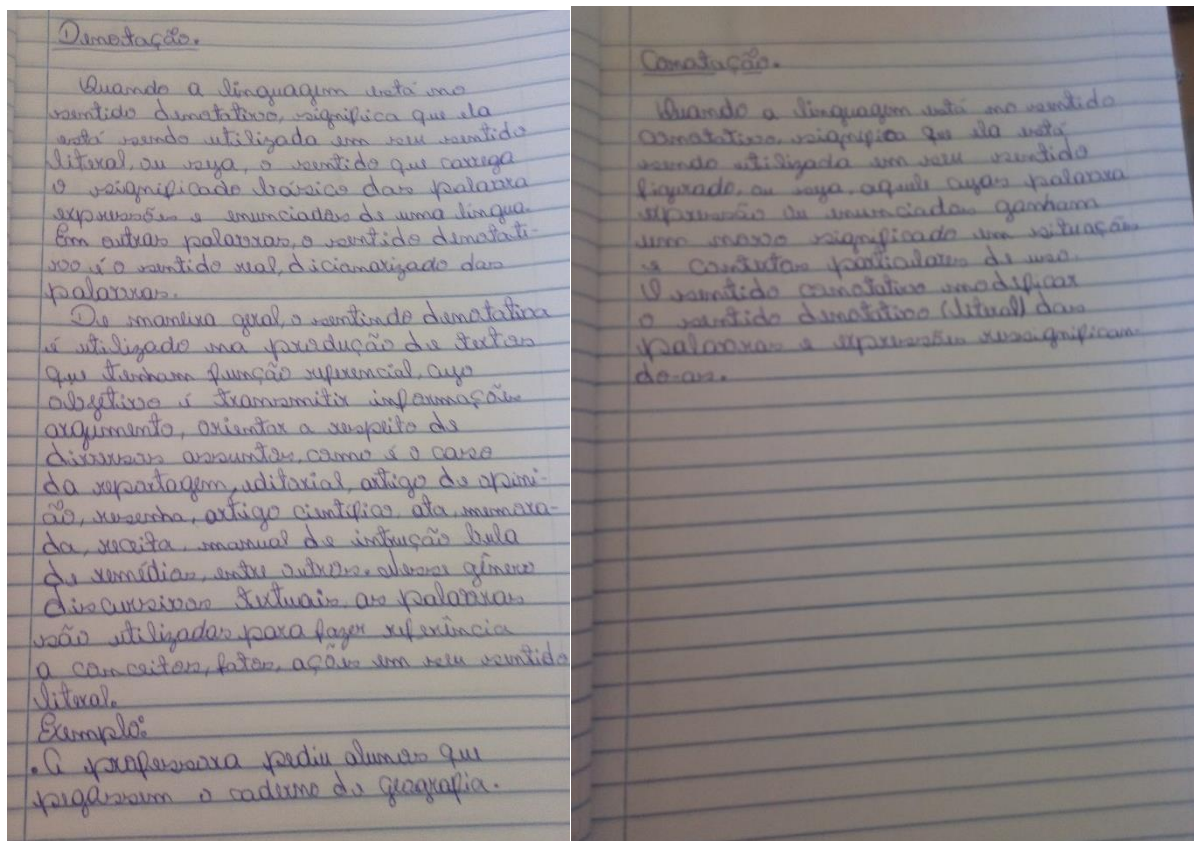 Denotação.
Quando a linguagem está no
sentido denotativo, significa que ela
está sendo utilizada em seu sentido
literal, ou seja, o sentido que carrega
o significado básico das palavra
expressões e enunciados de uma língua.
Em outras palavras, o sentido denotati-
vo é o sentido real, dicionarizado das
palavras.
De maneira geral, o sentindo denotativa
é utilizado na produção de textos
que tenham função referencial, cujo
objetivo é transmitir informações
argumento, orientar a respeito de
diversos assuntos, como é o caso
da reportagem, editorial, artigo de opini-
ão, resenha, artigo científico, ata, memora-
da, receita, manual de intrução bula
de remédios, entre outros. gênero
discursivos textuais, as palavras
são utilizadas para fazer referência
a conceitos, fatos, ações em seu sentido
literal.
Exemplo:
. A professora pediu alunos que
pegassem o caderno de geografia.
Conotação.
Quando a linguagem está no sentido
conotativo, significa que ela está
sendo utilizada em seu sentido
figurado, ou seja, aquele cujas palavra
expressão ou enunciados ganham
um novo significado em situações
e contextos particulares de uso.
O sentido conotativo modificar
o sentido denotativo (literal) das
palavras e expressões ressignifican-
do-as.